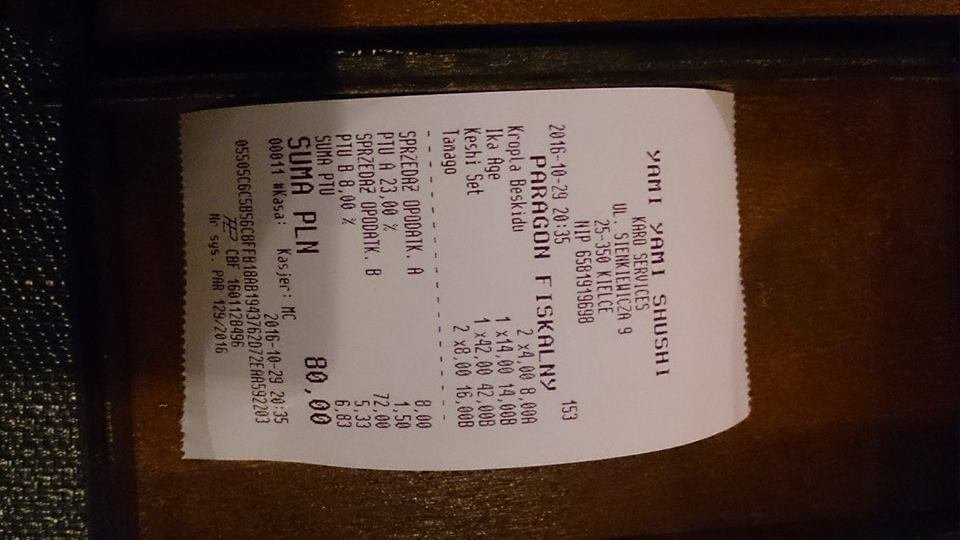 YAMI YAMI SHUSHI
KARO SERVICES
UL. SIENKIEWICZA 9
25-350 KIELCE
NIP 6581919698
2016-10-29 20:35 153
PARAGON FISKALNY
Kropla Beskidu 2 x4,00 8,00A
Ika Age 1 x14,00 14,00B
Keshi Set 1 x42,00 42,00B
Tanago 2 x8,00 16,00B
SPRZEDAŻ OPODATK. A 8,00
PTU A 23,00 % 1,50
SPRZEDAŻ OPODATK. B 72,00
PTU B 8,00 % 5,33
SUMA PTU 6,83
SUMA PLN 80,00
00011 #Kasa: Kasjer: MC 2016-10-29 20:35
CBF 1601128496
Nr sys. PAR 129/2016